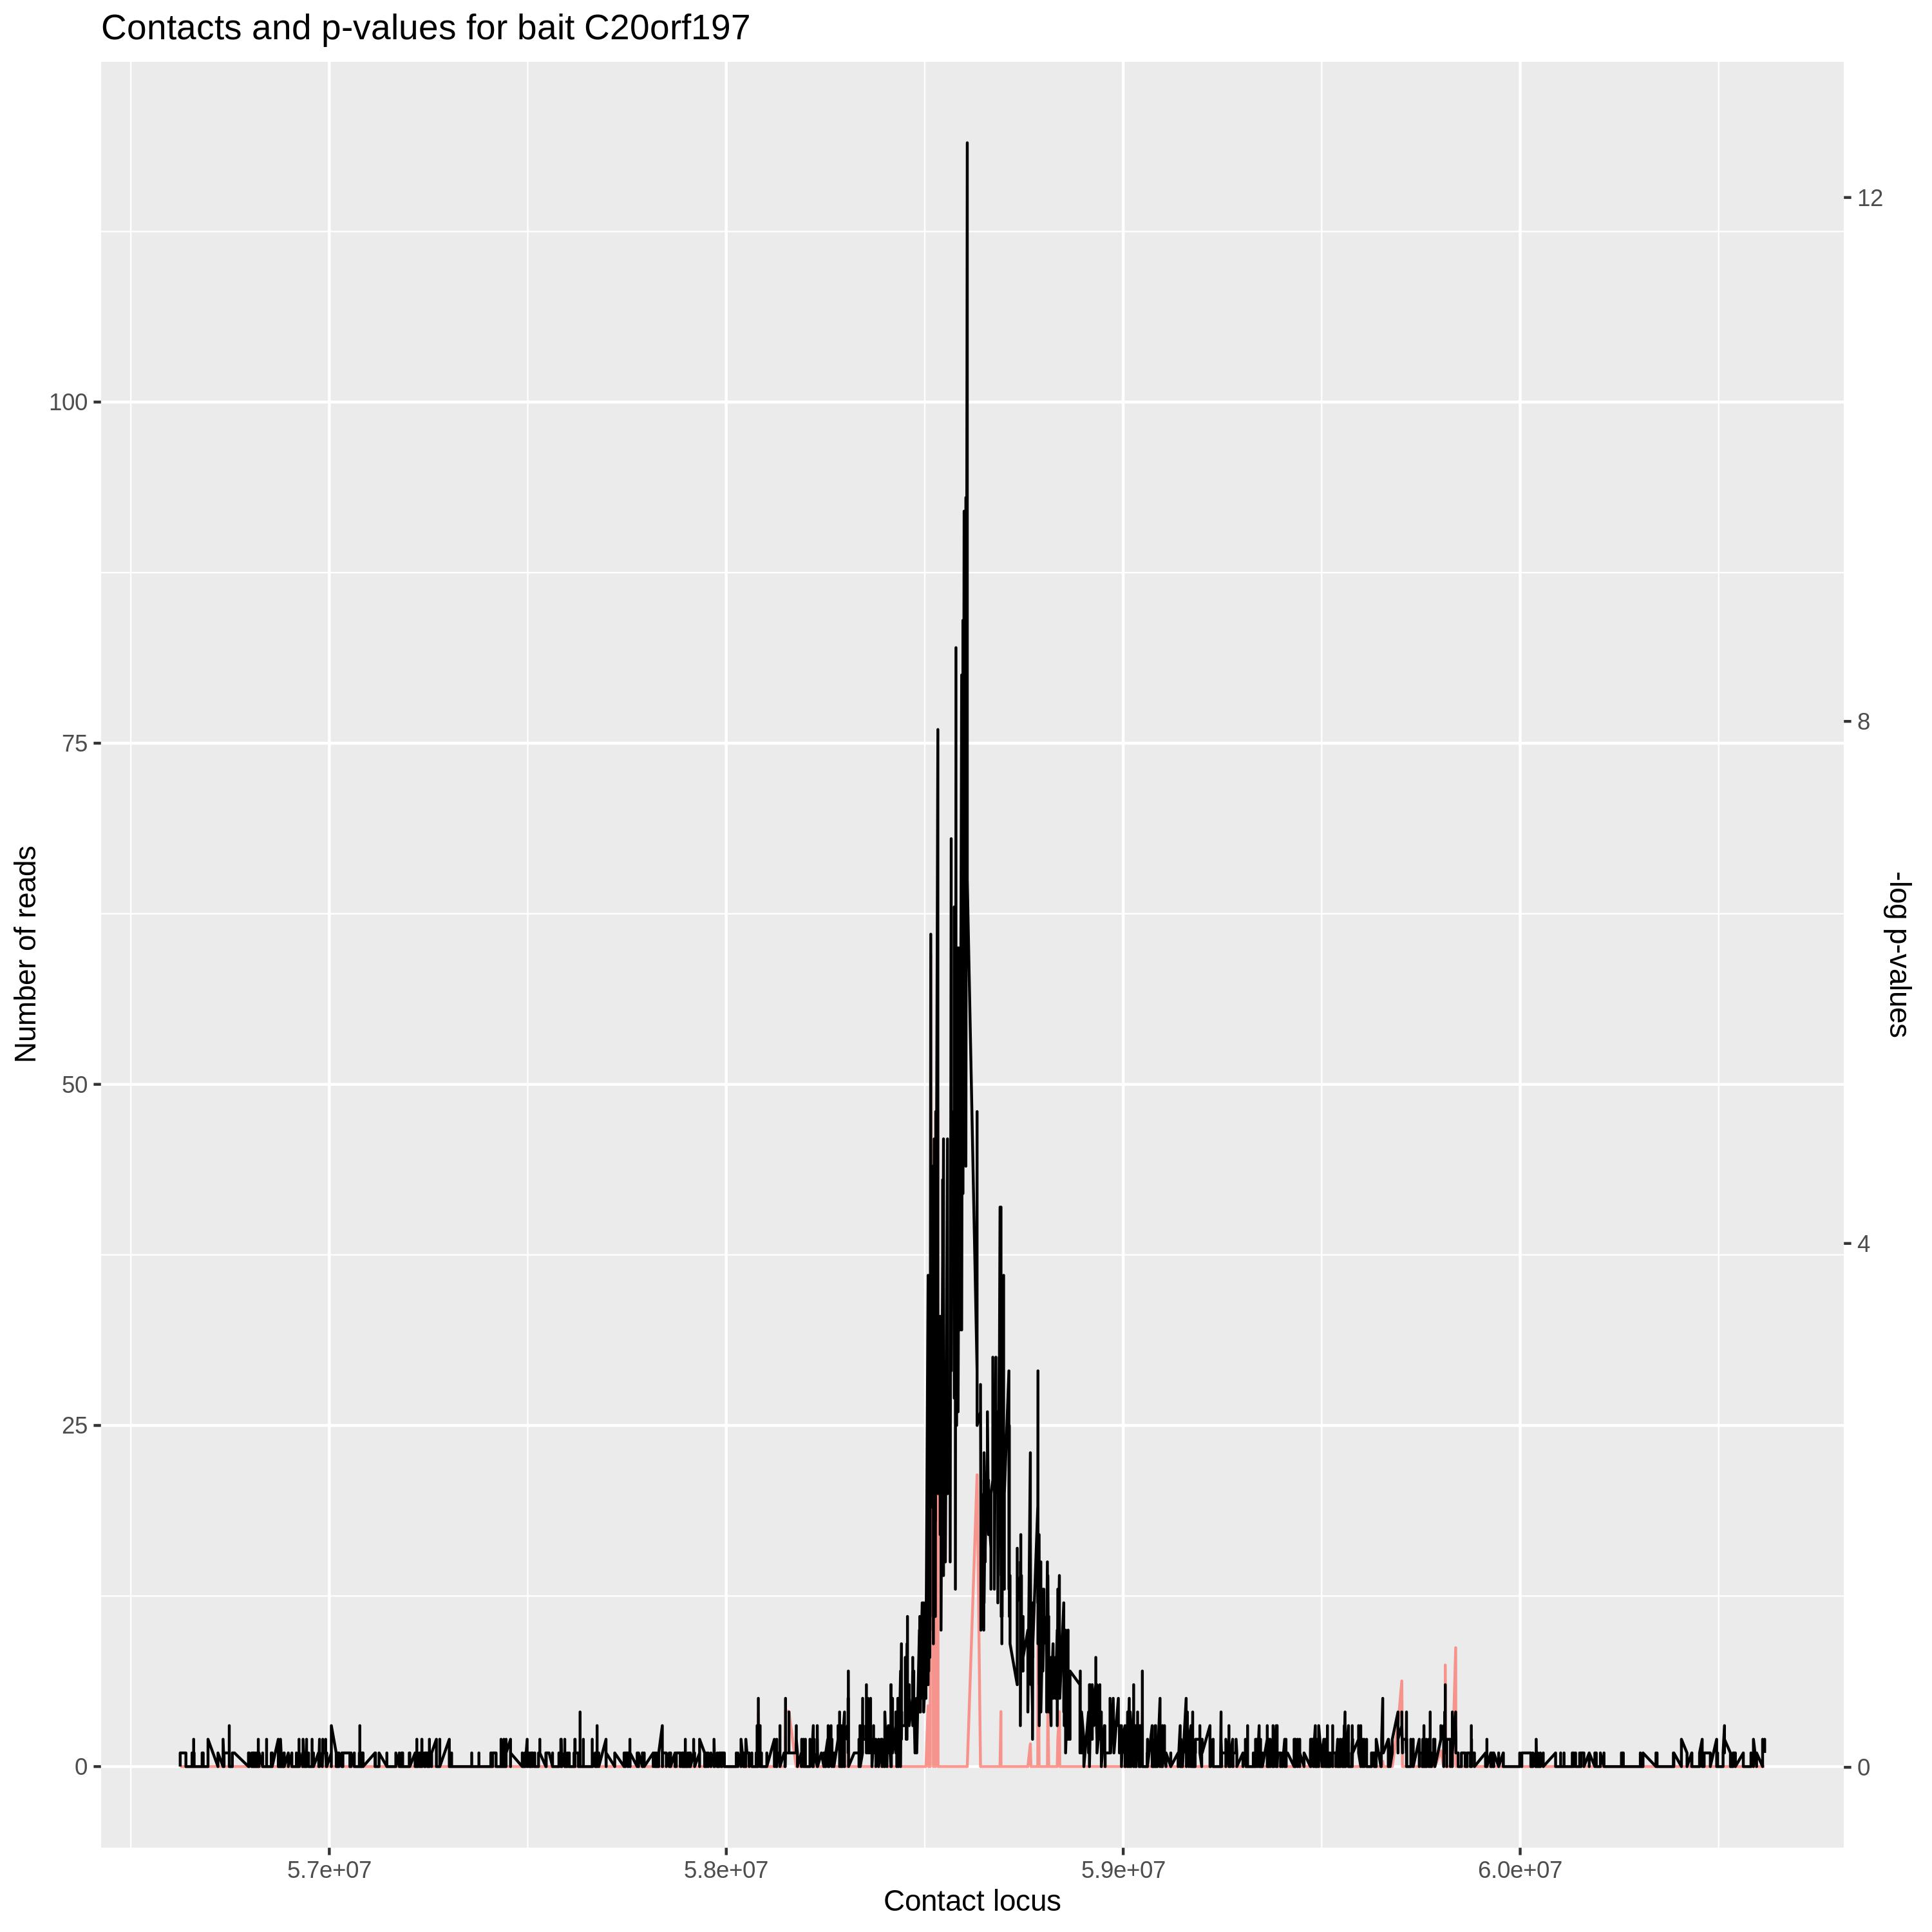 Contacts and p-values for bait C20orf197
Number of reads
100
75
50
25
0
12
8
4
0
-log p-values
5.7e+07
5.8e+07
5.9e+07
6.0e+07
Contact locus